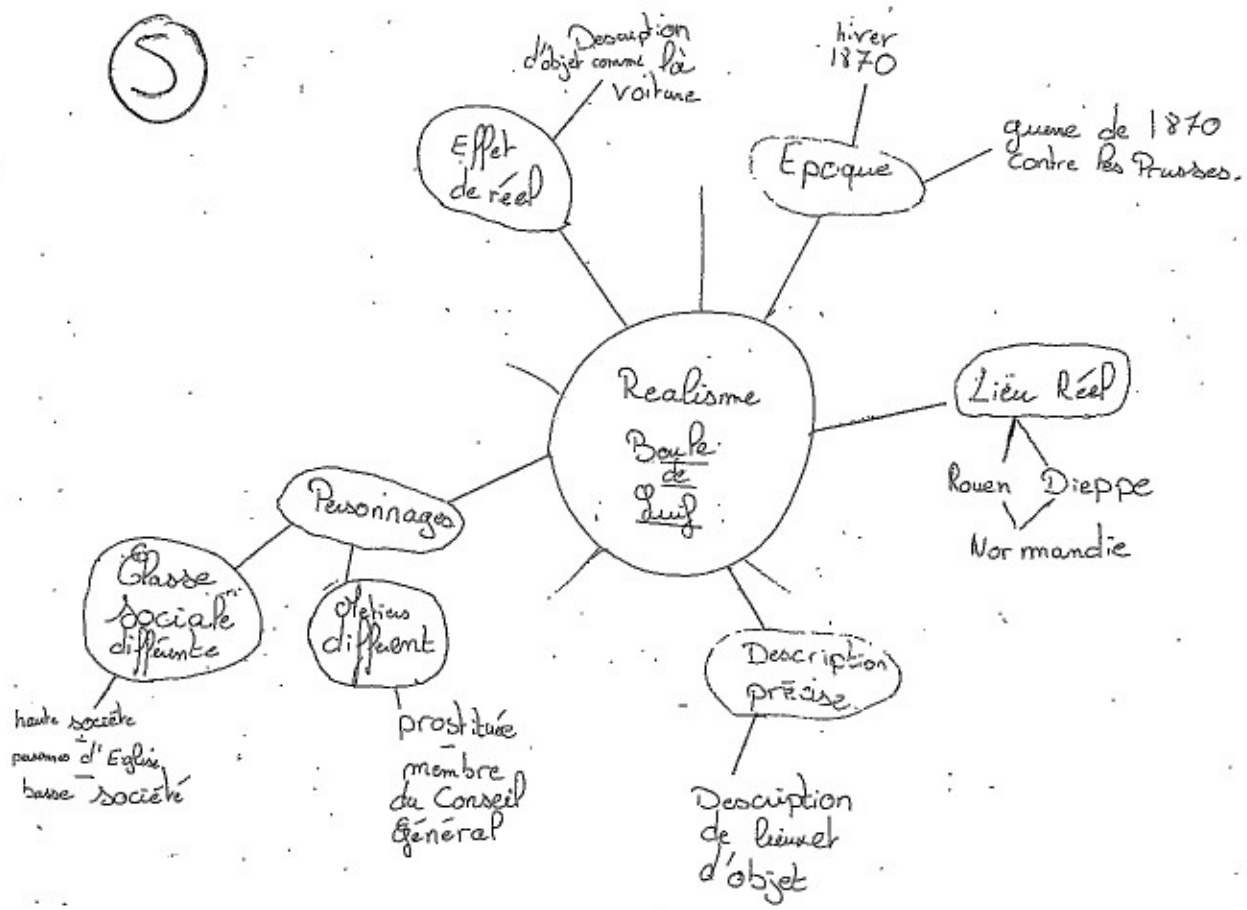 S
Description
d'objet comme la
voiture
Effet
de réel
hiver
1870
Epoque
guerre de 1870
contre les Prusses.
Realisme
Boule
de
Suif
Lieu Réel
Rouen Dieppe
Normandie
Personnages
Classe
sociale
différente
haute société
d'Eglise
basse société
Metiers
différent
prostituée
membre
du Conseil
Général
Description
précise
Description
de lieux et
d'objet